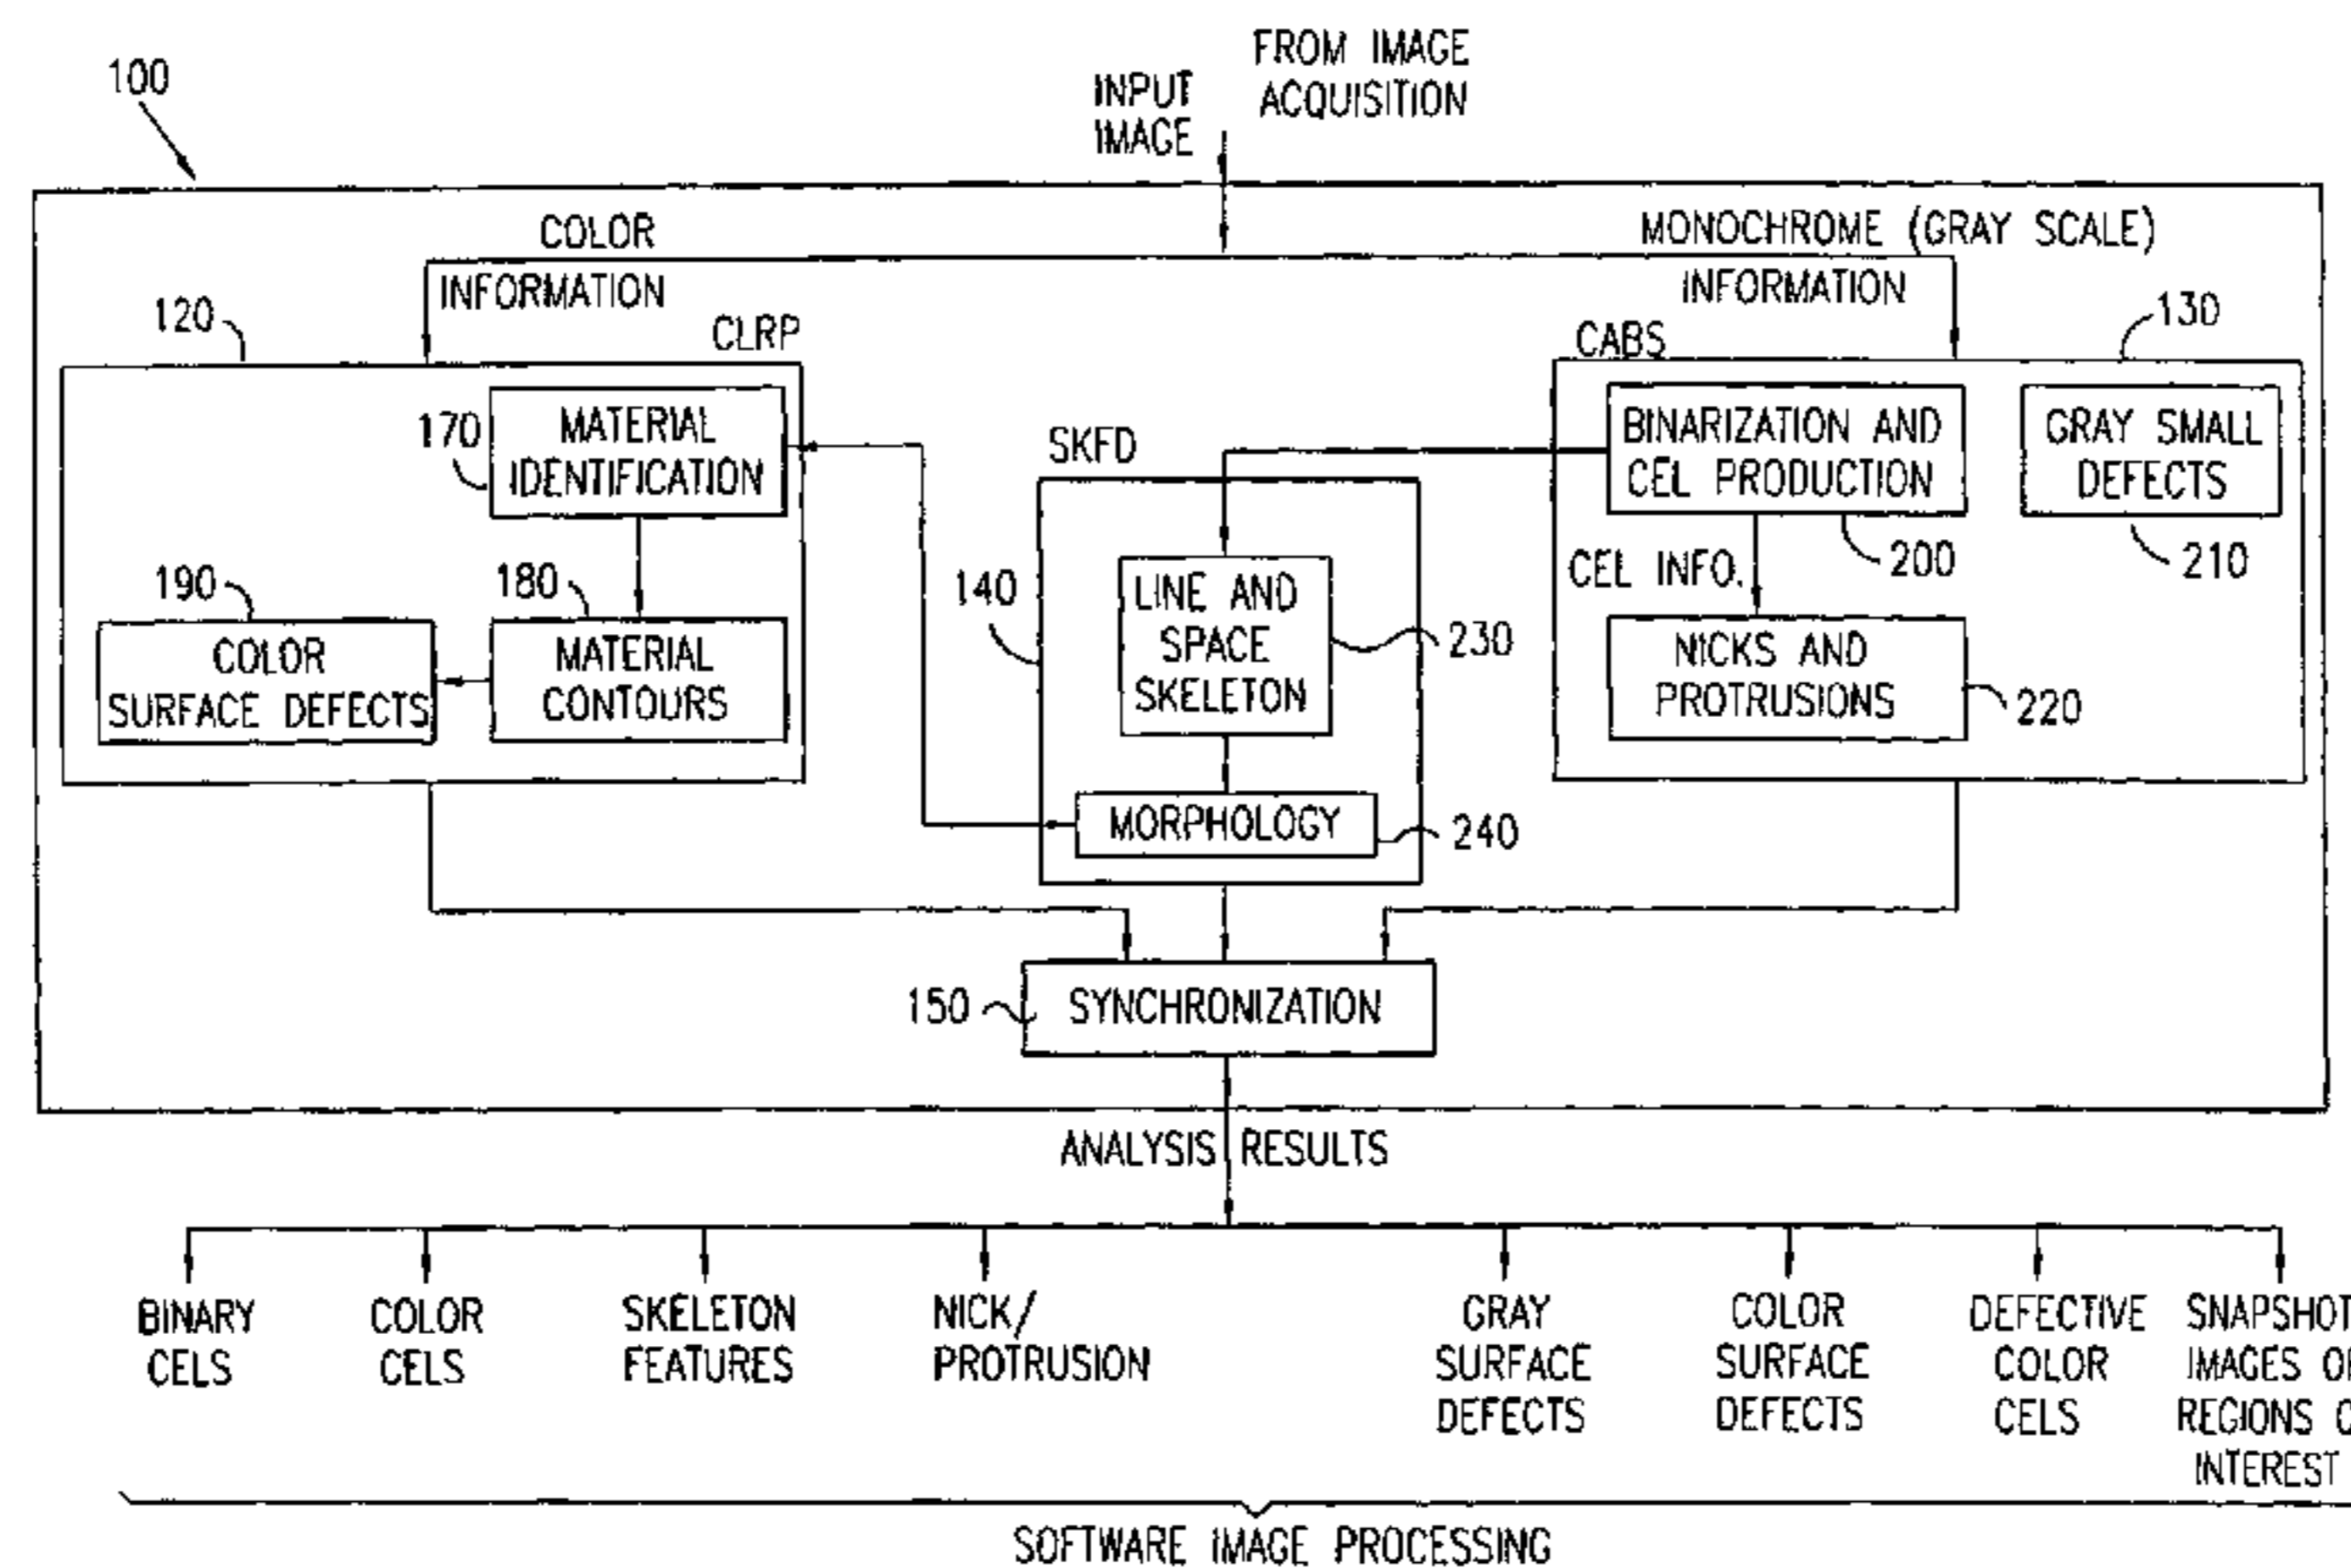 100
FROM IMAGE
ACQUISITION
INPUT
IMAGE
COLOR
INFORMATION
MONOCHROME (GRAY SCALE)
INFORMATION
120
CLRP
CABS
130
170
MATERIAL
IDENTIFICATION
SKFD
BINARIZATION AND
CEL PRODUCTION
GRAY SMALL
DEFECTS
200
210
CEL INFO.
190
180
140
LINE AND
SPACE
SKELETON
230
COLOR
SURFACE DEFECTS
MATERIAL
CONTOURS
NICKS AND
PROTRUSIONS
220
MORPHOLOGY
240
150
SYNCHRONIZATION
ANALYSIS RESULTS
BINARY
CELS
COLOR
CELS
SKELETON
FEATURES
NICK/
PROTRUSION
GRAY
SURFACE
DEFECTS
COLOR
SURFACE
DEFECTS
DEFECTIVE
COLOR
CELS
SNAPSHOT
IMAGES
REGIONS
INTEREST
SOFTWARE IMAGE PROCESSING